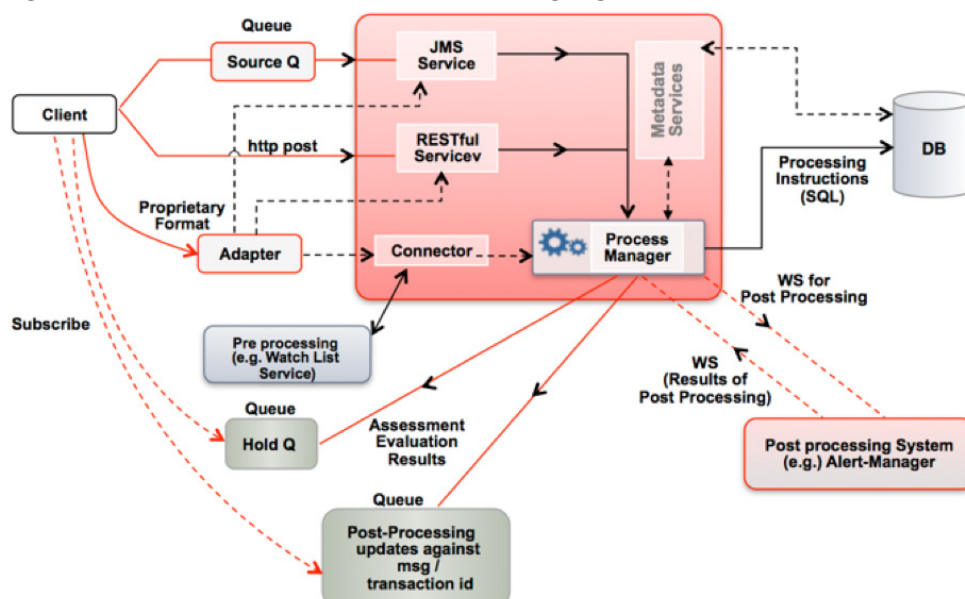 Queue
Source Q
JMS
Service
Metadata
Services
Client
http post
RESTful
Servicev
DB
Processing
Instructions
(SQL)
Proprietary
Format
Adapter
Connector
Process
Manager
Subscribe
WS for
Post Processing
Pre processing
(e.g. Watch List
Service)
WS
(Results of
Post Processing)
Queue
Hold Q
Assessment
Evaluation
Results
Post processing System
(e.g.) Alert-Manager
Queue
Post-Processing
updates against
msg /
transaction id